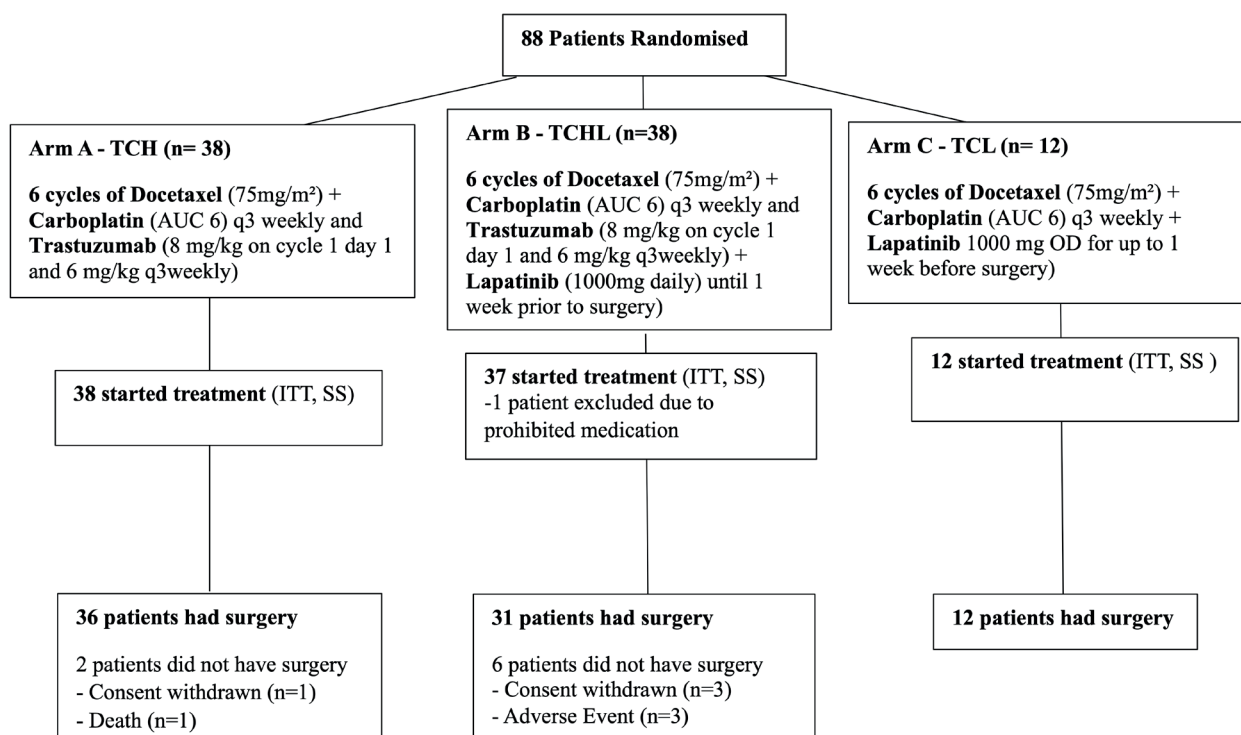 88 Patients Randomised
Arm A - TCH (n= 38)
6 cycles of Docetaxel (75mg/m²) +
Carboplatin (AUC 6) q3 weekly and
Trastuzumab (8 mg/kg on cycle 1 day 1
and 6 mg/kg q3weekly)
Arm B - TCHL (n=38)
6 cycles of Docetaxel (75mg/m²) +
Carboplatin (AUC 6) q3 weekly and
Trastuzumab (8 mg/kg on cycle 1
day 1 and 6 mg/kg q3weekly) +
Lapatinib (1000mg daily) until 1
week prior to surgery)
Arm C - TCL (n= 12)
6 cycles of Docetaxel (75mg/m²) +
Carboplatin (AUC 6) q3 weekly +
Lapatinib 1000 mg OD for up to 1
week before surgery)
38 started treatment (ITT, SS)
37 started treatment (ITT, SS)
-1 patient excluded due to
prohibited medication
12 started treatment (ITT, SS )
36 patients had surgery
2 patients did not have surgery
- Consent withdrawn (n=1)
- Death (n=1)
31 patients had surgery
6 patients did not have surgery
- Consent withdrawn (n=3)
- Adverse Event (n=3)
12 patients had surgery